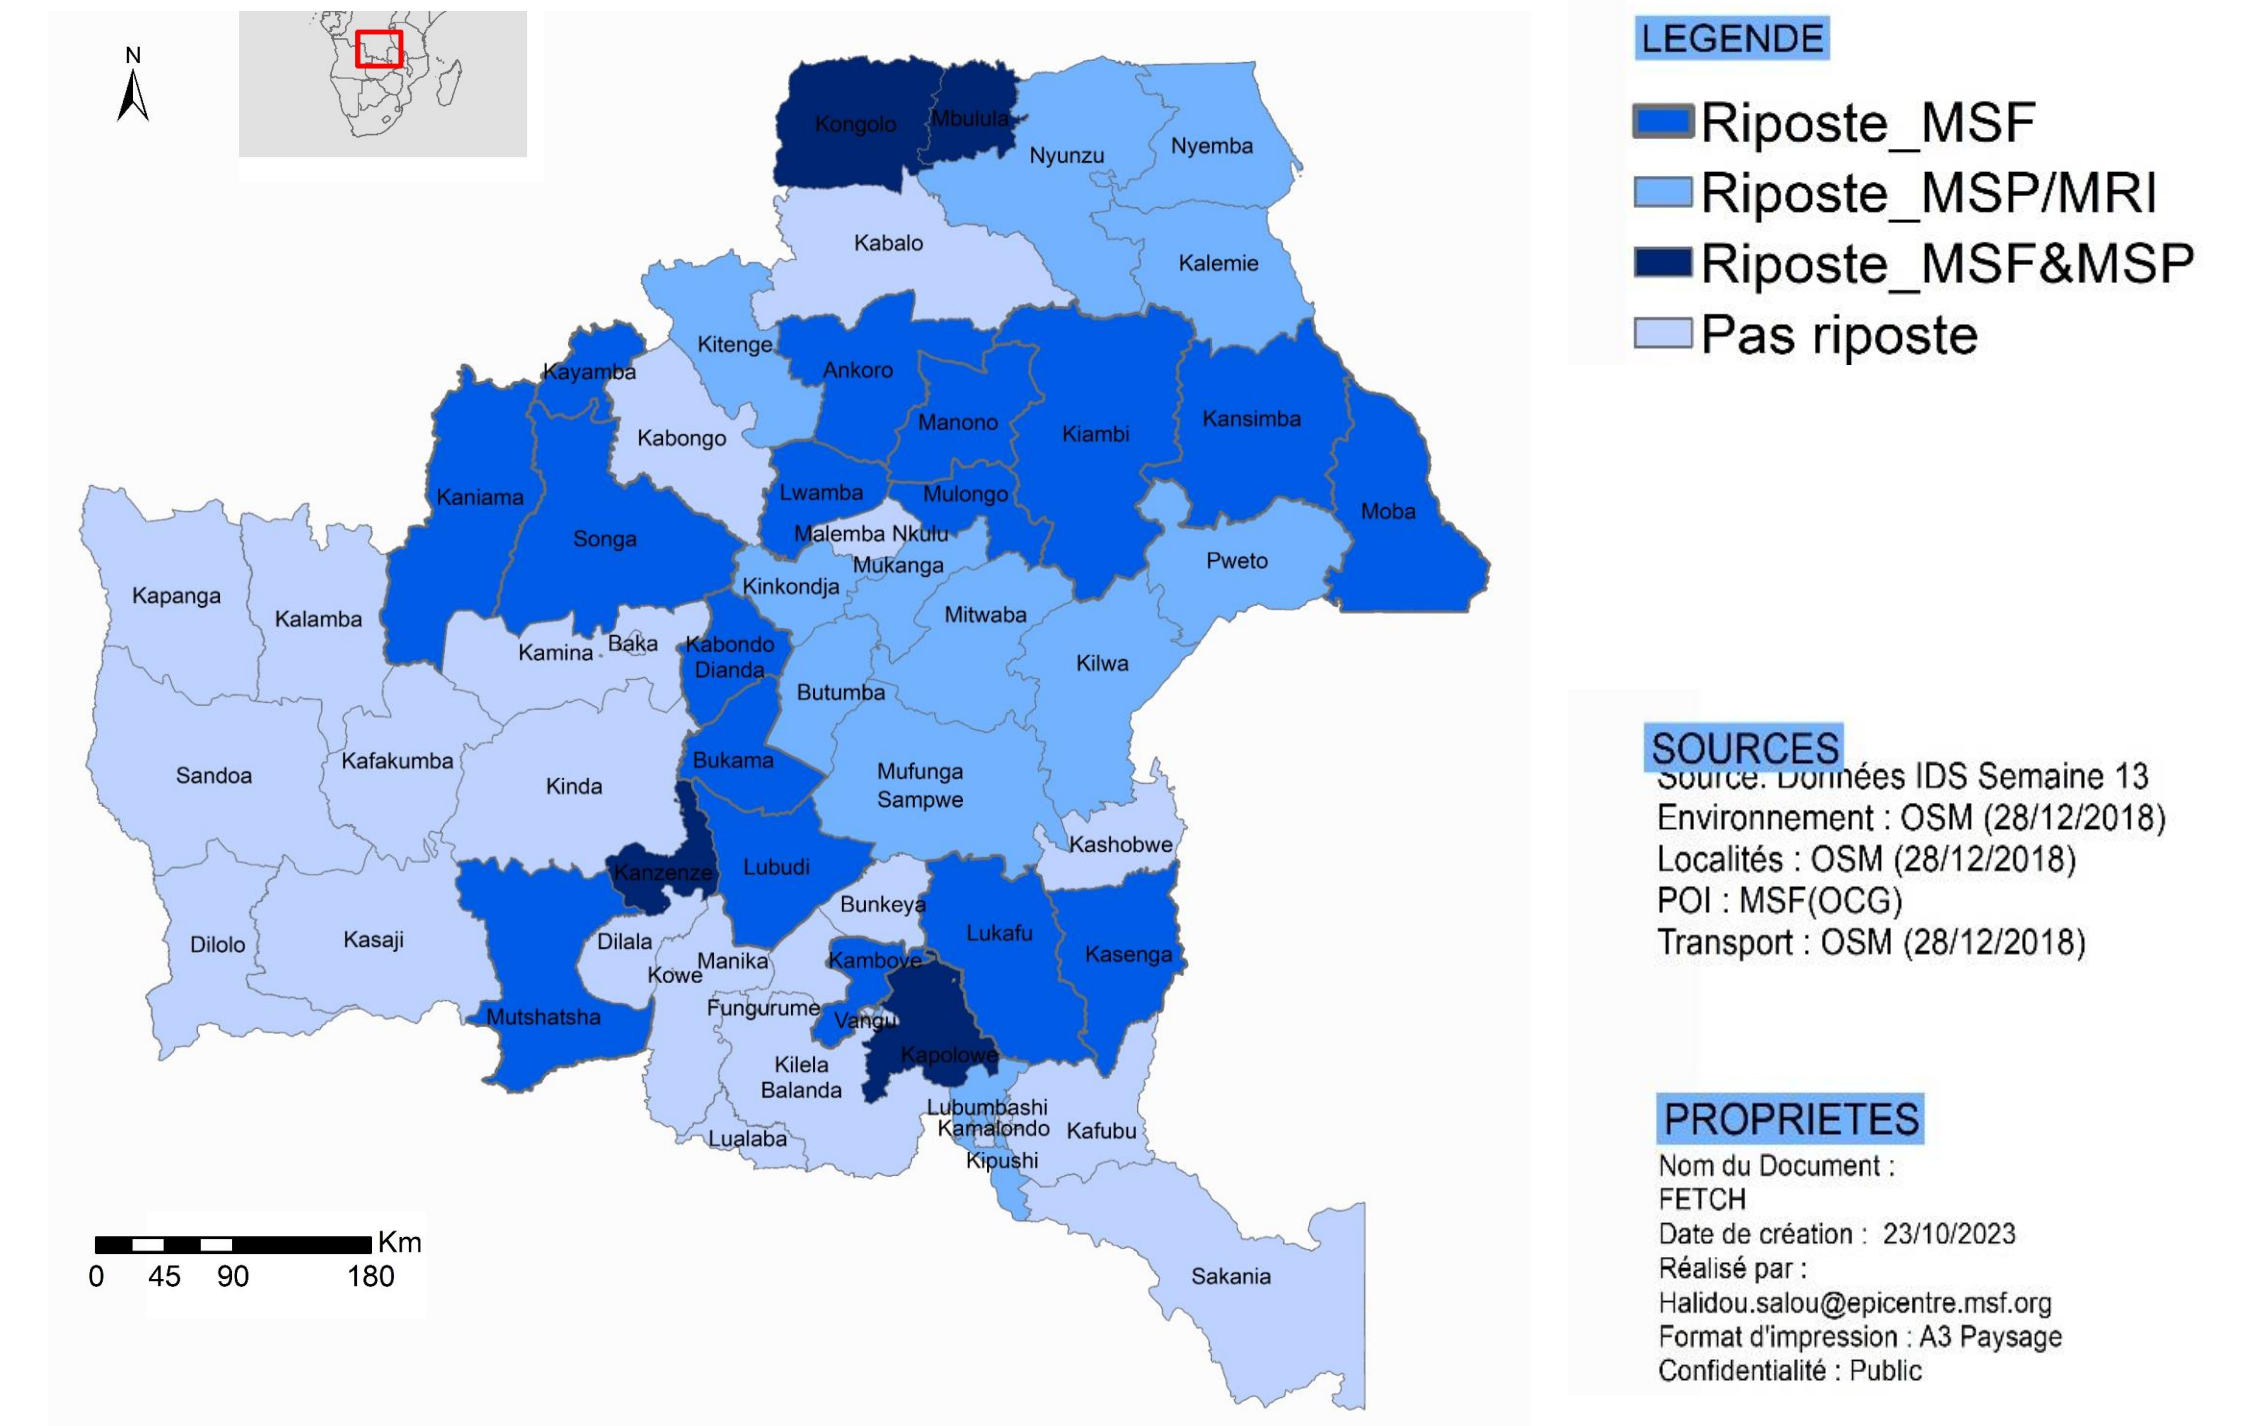 N
LEGENDE
Riposte_MSF
Riposte_MSP/MRI
Riposte_MSF&MSP
Pas riposte
Kongolo
Mbulula
Nyunzu
Nyemba
Kabalo
Kalemie
Kitenge
Kayamba
Ankoro
Kabongo
Manono
Kiambi
Kansimba
Kaniama
Lwamba
Mulongo
Moba
Songa
Malemba Nkulu
Mukanga
Pweto
Kinkondja
Kapanga
Kalamba
Mitwaba
Kamina
Baka
Kabondo
Dianda
Kilwa
Butumba
Sandoa
Kafakumba
Kinda
Bukama
Mufunga
Sampwe
Kashobwe
Kanzenze
Lubudi
Bunkeya
Dilolo
Kasaji
Dilala
Lukafu
Kasenga
Manika
Kambove
Kowe
Fungurume
Mutshatsha
Vangu
Kilela
Balanda
Kapolowe
Lubumbashi
Kamalondo
Kafubu
Lualaba
Kipushi
Sakania
Km
0 45 90 180
SOURCES
Source: Données IDS Semaine 13
Environnement : OSM (28/12/2018)
Localités : OSM (28/12/2018)
POI : MSF(OCG)
Transport : OSM (28/12/2018)
PROPRIETES
Nom du Document :
FETCH
Date de création : 23/10/2023
Réalisé par :
Halidou.salou@epicentre.msf.org
Format d'impression : A3 Paysage
Confidentialité : Public